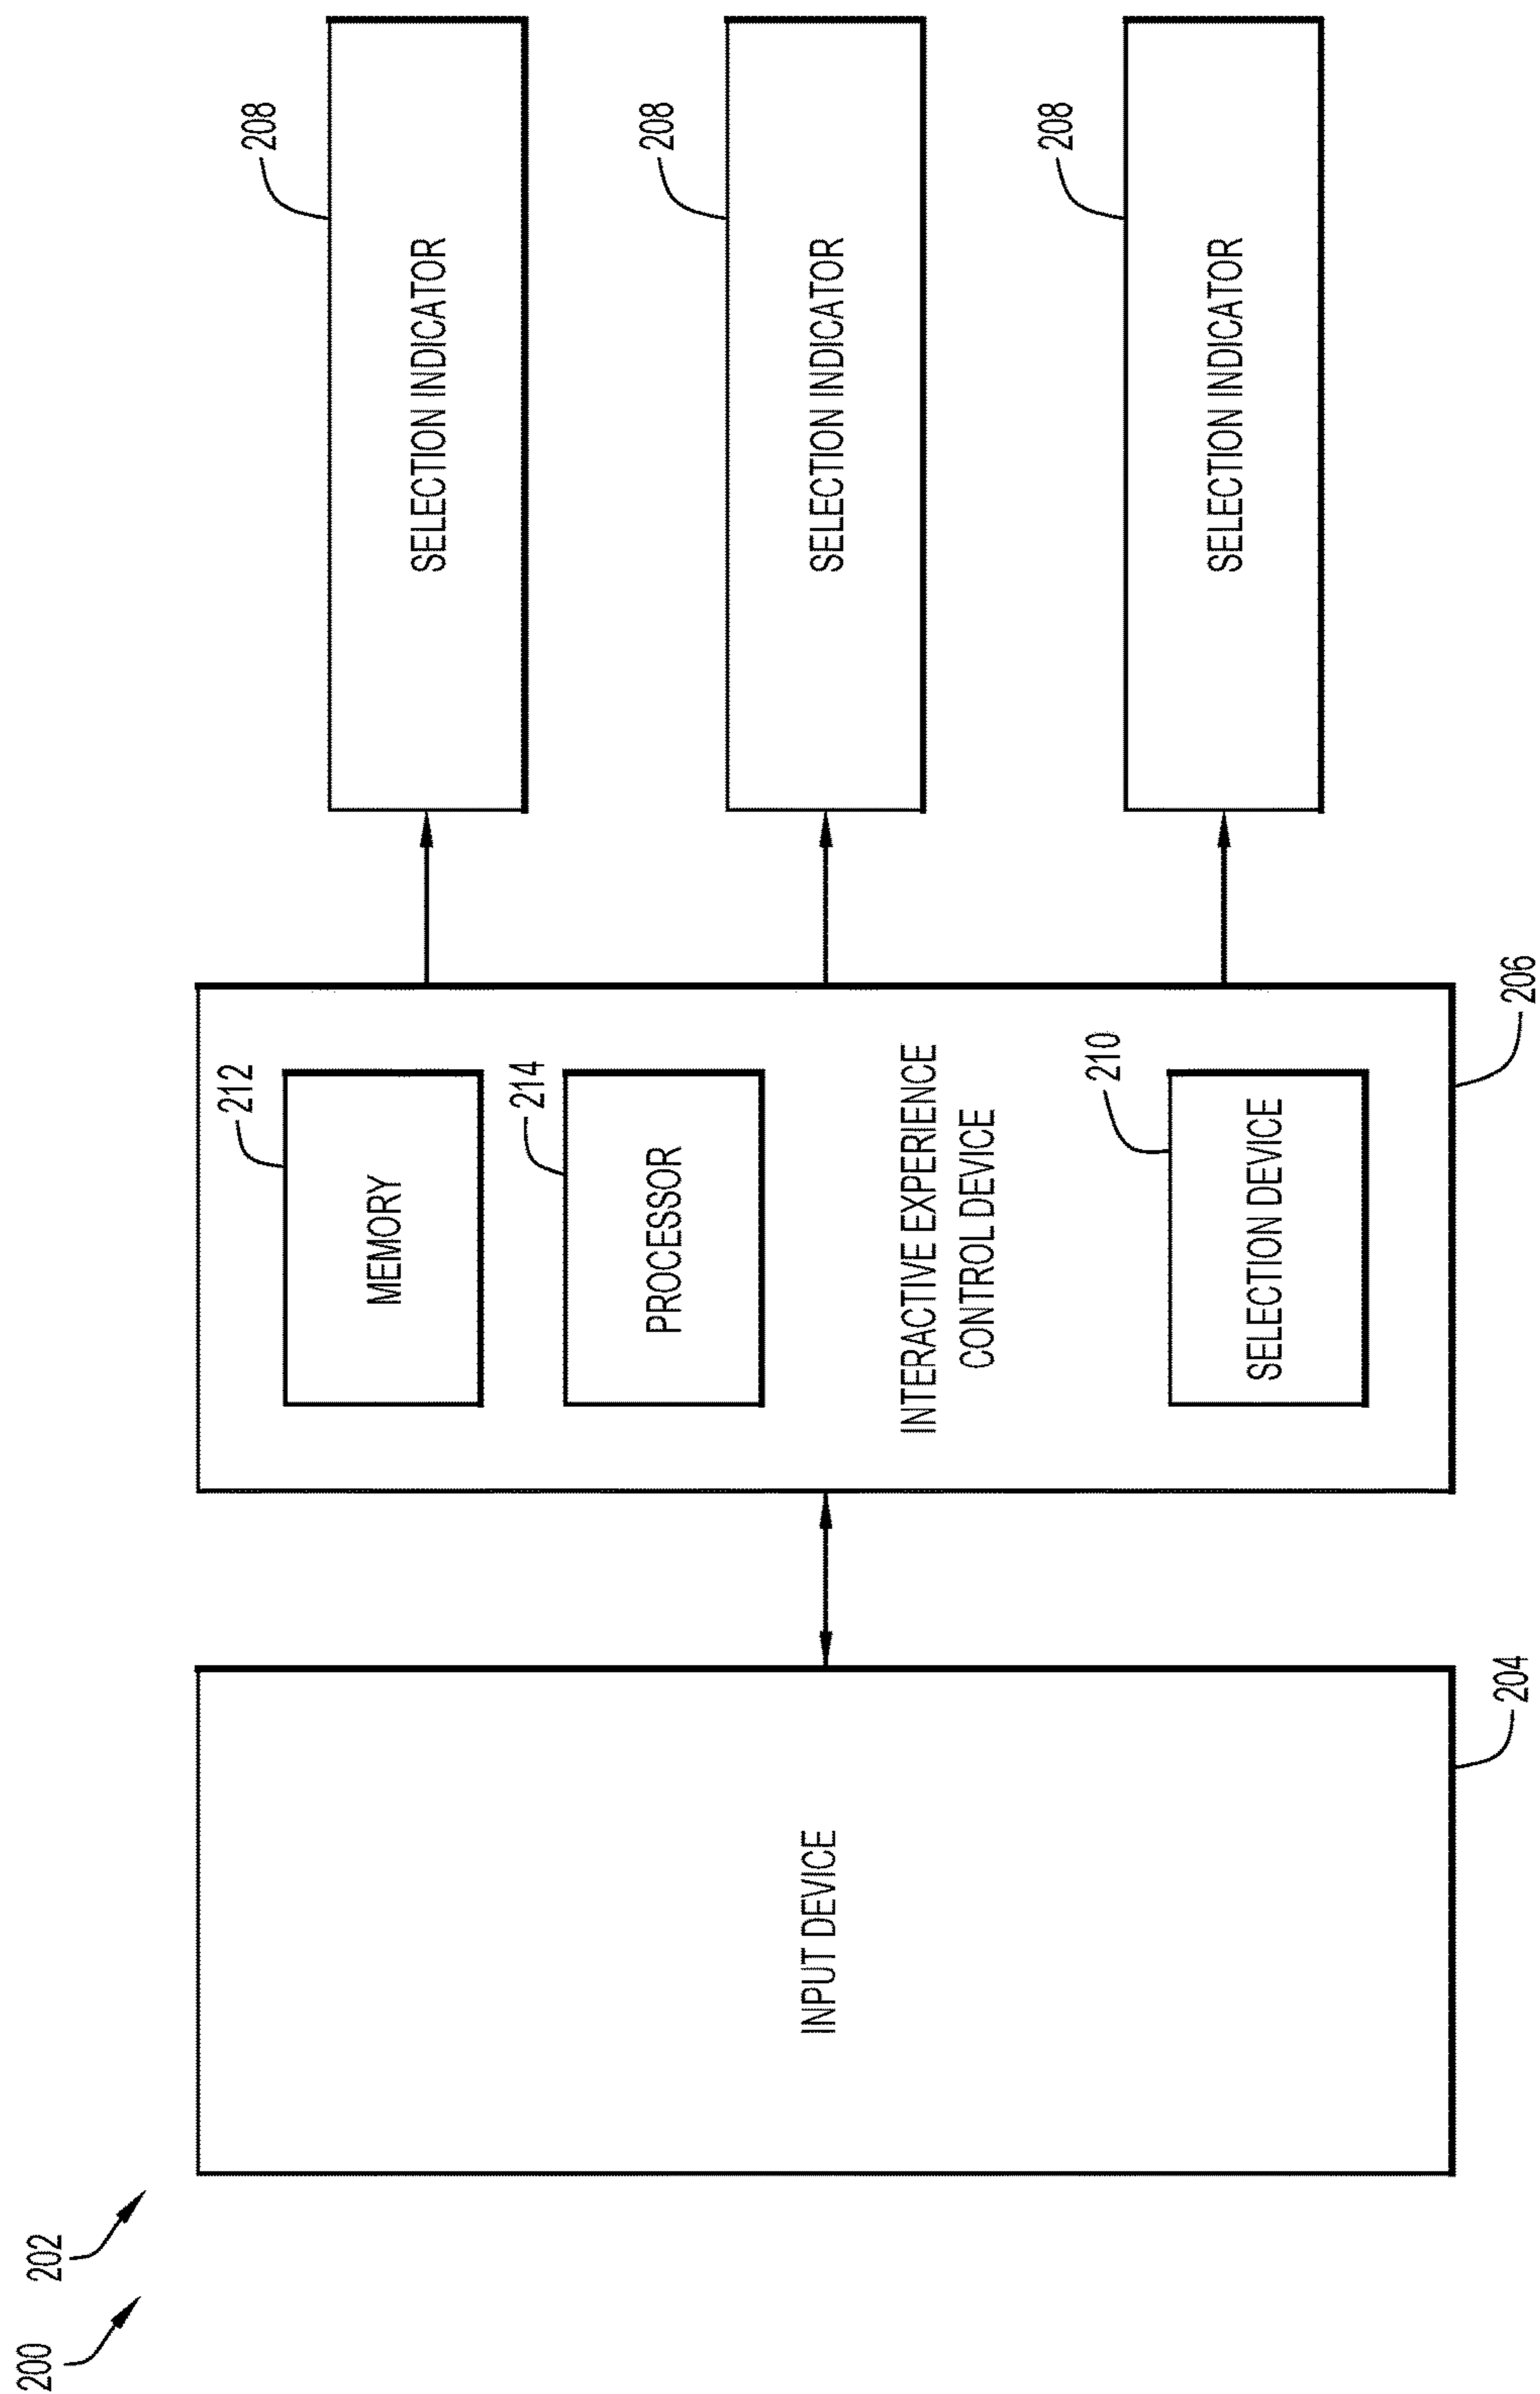 200
202
INPUT DEVICE
204
212
MEMORY
214
PROCESSOR
INTERACTIVE EXPERIENCE
CONTROL DEVICE
210
SELECTION DEVICE
206
208
SELECTION INDICATOR
208
SELECTION INDICATOR
208
SELECTION INDICATOR